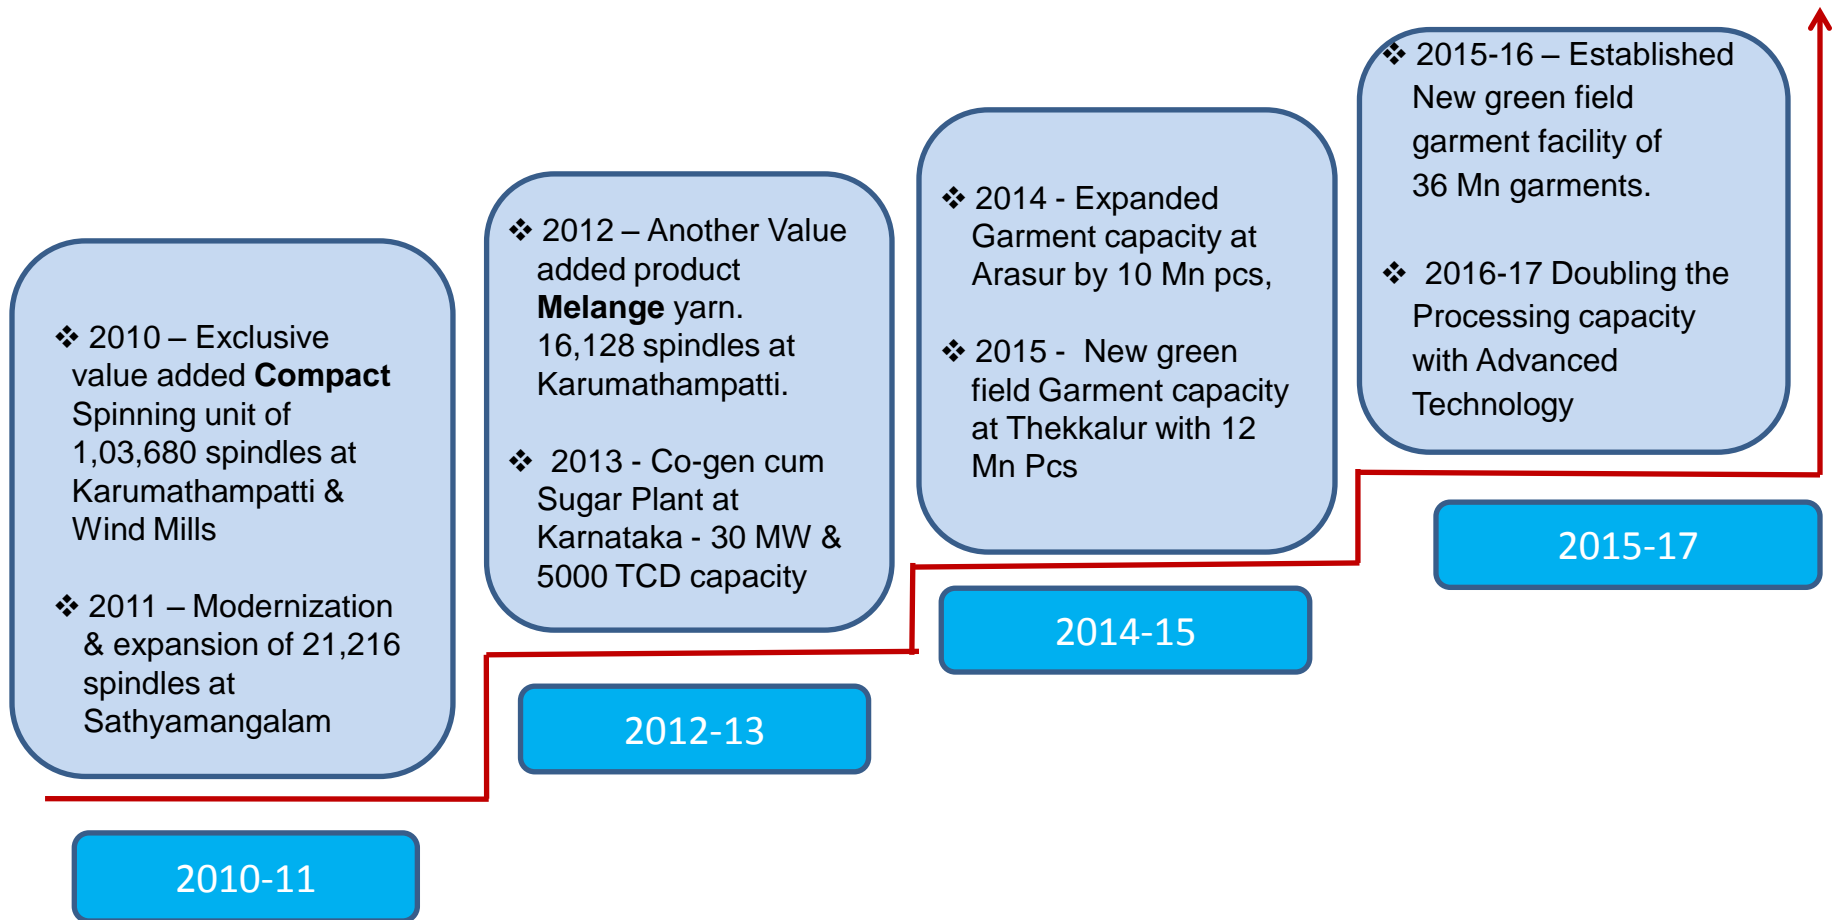 ❖ 2010 – Exclusive
value added Compact
Spinning unit of
1,03,680 spindles at
Karumathampatti &
Wind Mills
❖ 2011 – Modernization
& expansion of 21,216
spindles at
Sathyamangalam
2010-11
❖ 2012 – Another Value
added product
Melange yarn.
16,128 spindles at
Karumathampatti.
❖ 2013 - Co-gen cum
Sugar Plant at
Karnataka - 30 MW &
5000 TCD capacity
2012-13
❖ 2014 - Expanded
Garment capacity at
Arasur by 10 Mn pcs,
❖ 2015 - New green
field Garment capacity
at Thekkalur with 12
Mn Pcs
2014-15
❖ 2015-16 – Established
New green field
garment facility of
36 Mn garments.
❖ 2016-17 Doubling the
Processing capacity
with Advanced
Technology
2015-17